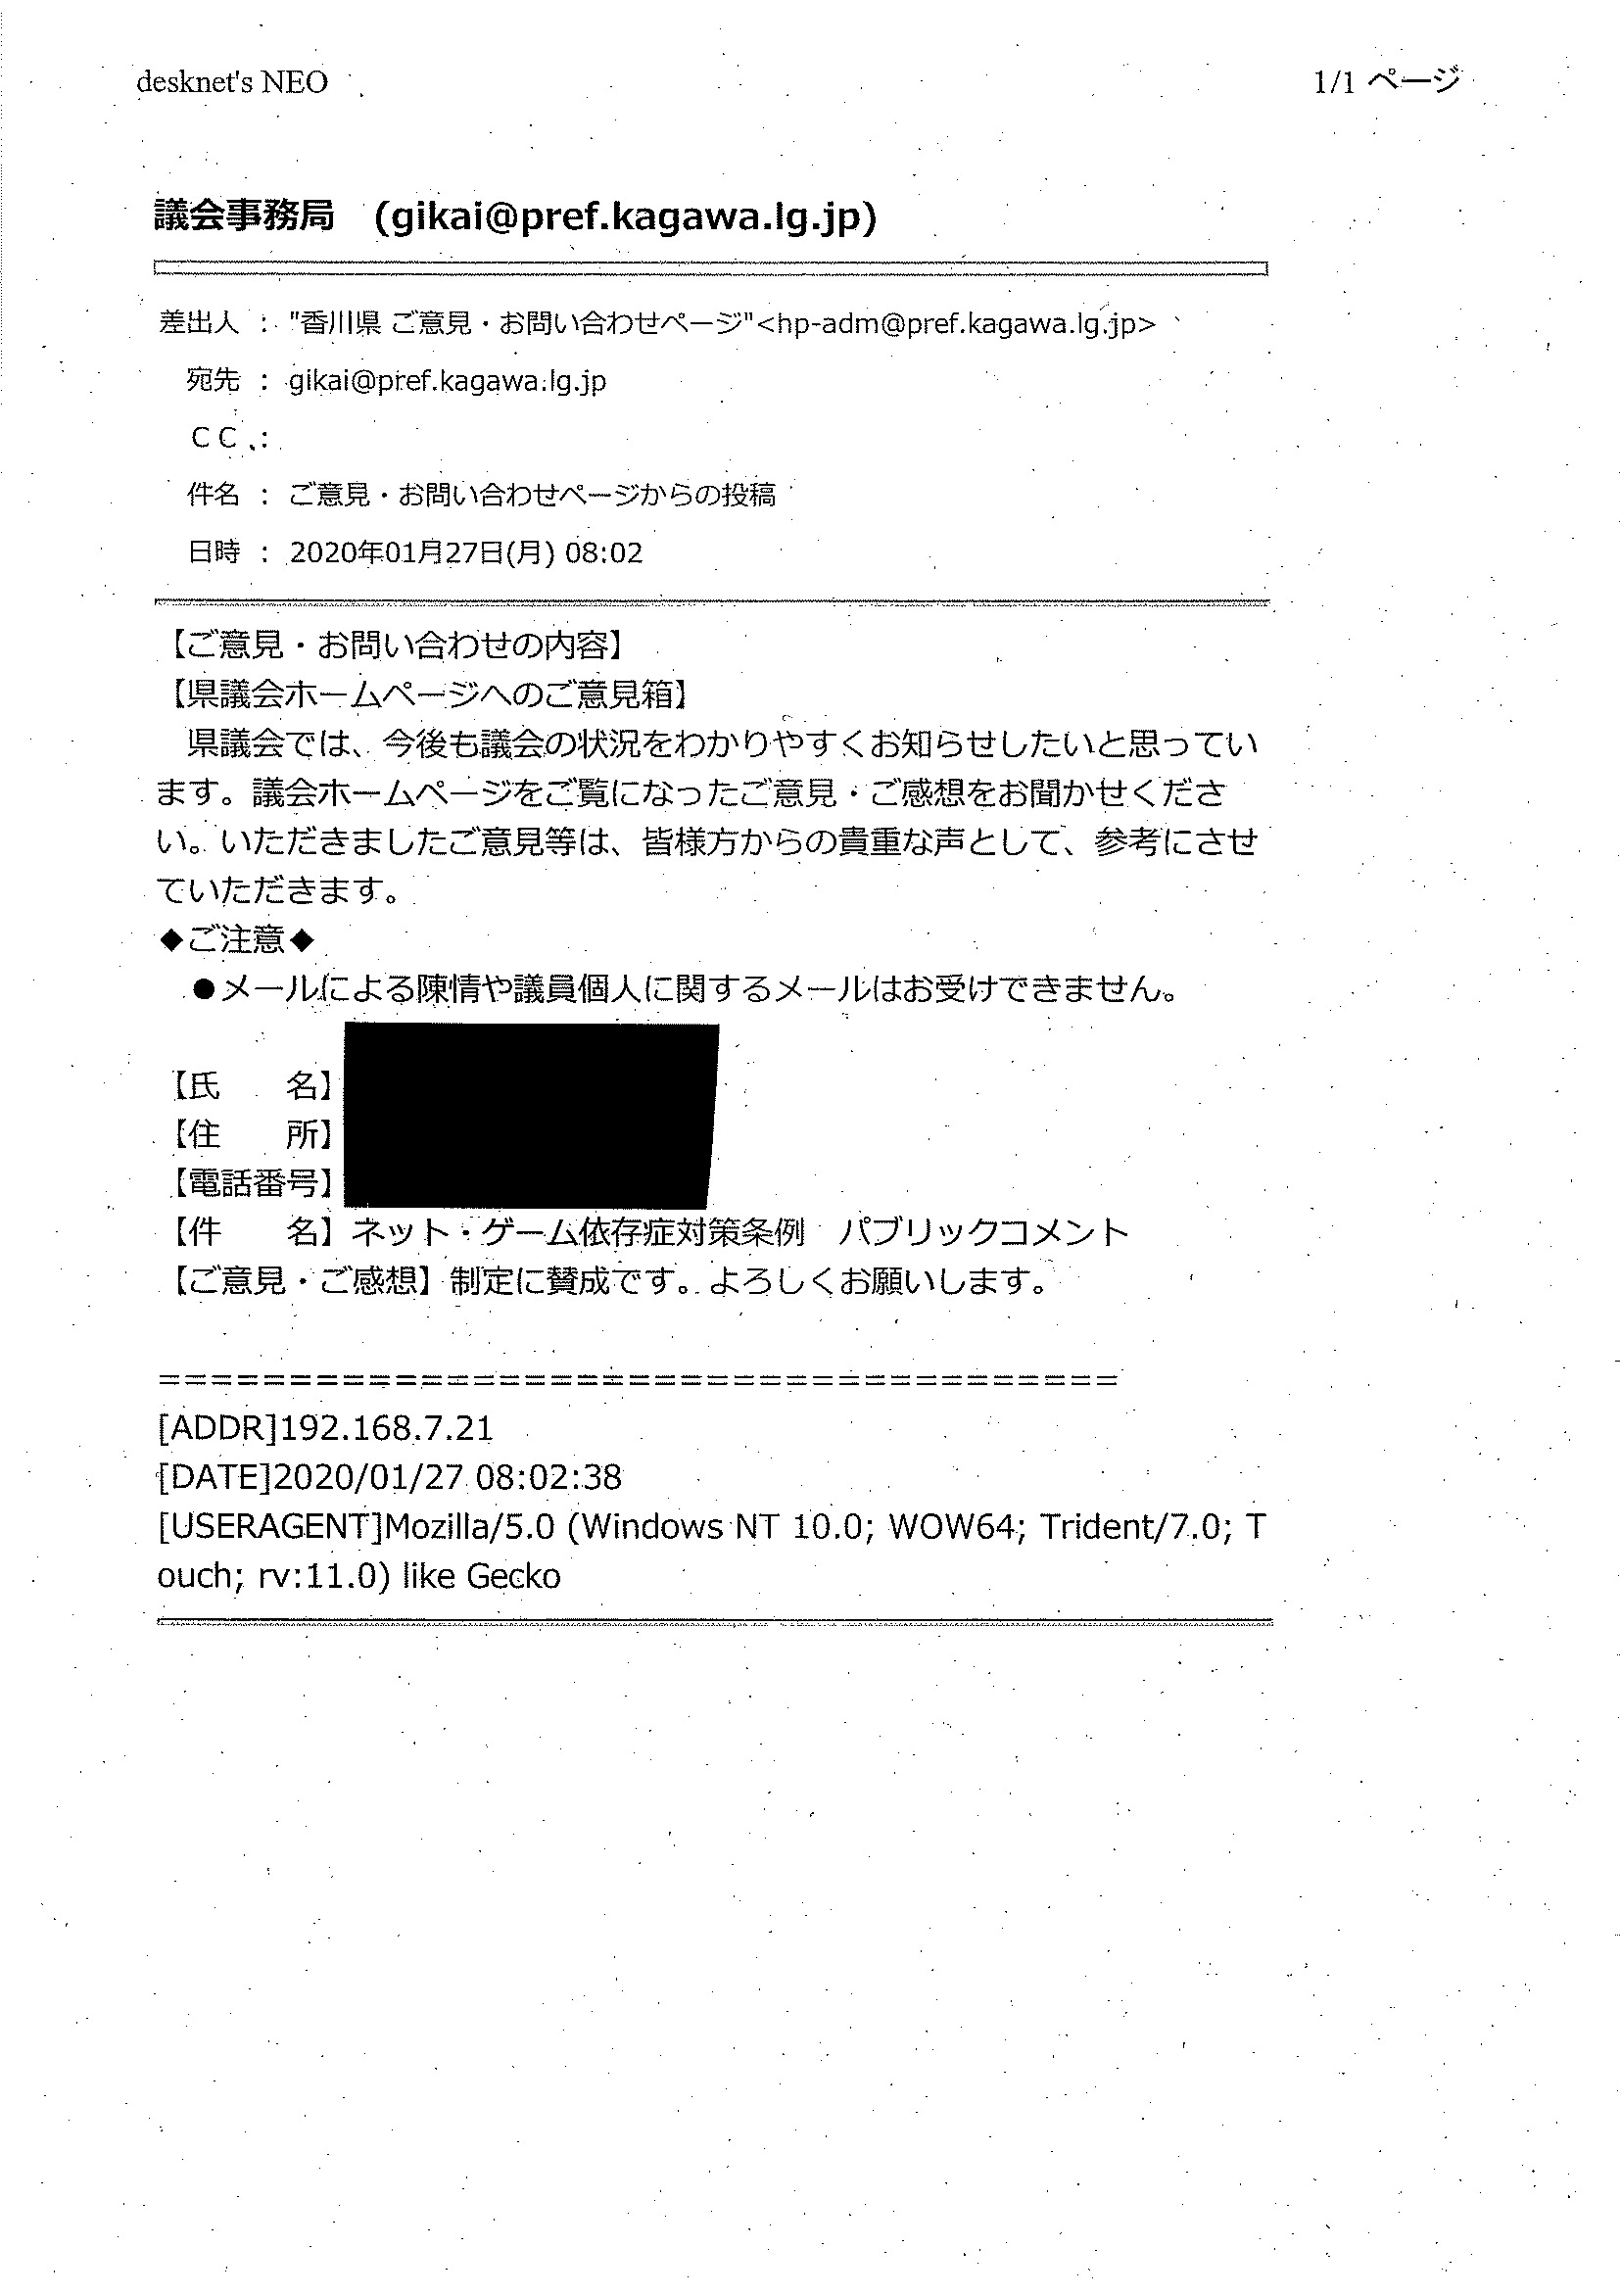 desknet's NEO
1/1 ページ
議会事務局　(gikai@pref.kagawa.lg.jp)
差出人 ： "香川県 ご意見・お問い合わせページ"<hp-adm@pref.kagawa.lg.jp>
宛先 ： gikai@pref.kagawa.lg.jp
ＣＣ ：
件名 ： ご意見・お問い合わせページからの投稿
日時 ： 2020年01月27日(月) 08:02
【ご意見・お問い合わせの内容】
【県議会ホームページへのご意見箱】
　県議会では、今後も議会の状況をわかりやすくお知らせしたいと思ってい
ます。議会ホームページをご覧になったご意見・ご感想をお聞かせくださ
い。いただきましたご意見等は、皆様方からの貴重な声として、参考にさせ
ていただきます。
◆ご注意◆
　●メールによる陳情や議員個人に関するメールはお受けできません。
【氏　　名】
【住　　所】
【電話番号】
【件　　名】ネット・ゲーム依存症対策条例　パブリックコメント
【ご意見・ご感想】制定に賛成です。よろしくお願いします。
=====================================
[ADDR]192.168.7.21
[DATE]2020/01/27 08:02:38
[USERAGENT]Mozilla/5.0 (Windows NT 10.0; WOW64; Trident/7.0; T
ouch; rv:11.0) like Gecko